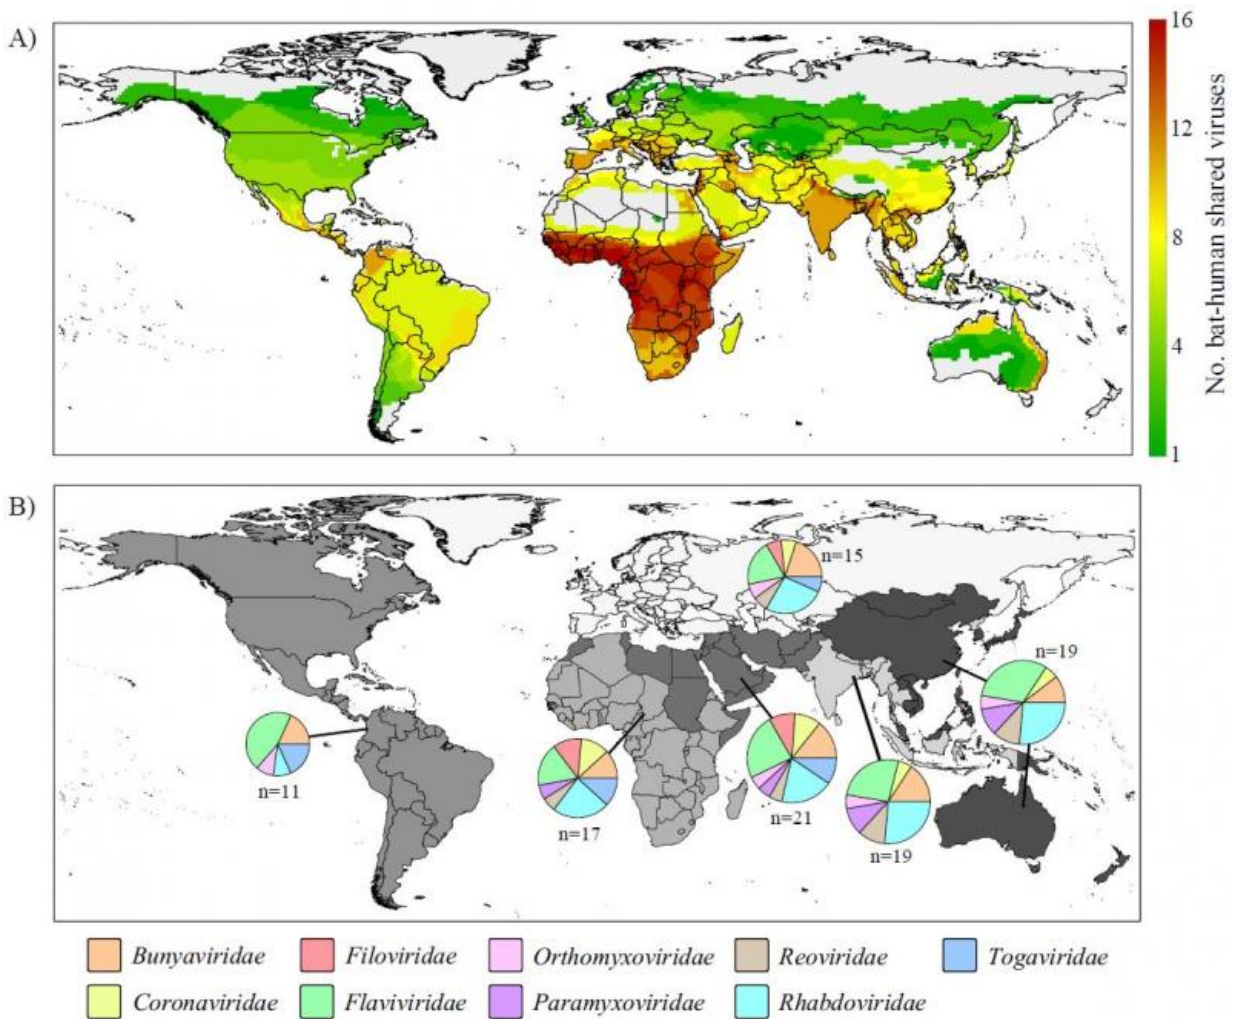 A)
16
12
8
4
1
No. bat-human shared viruses
B)
n=15
n=19
n=11
n=17
n=21
n=19
Bunyaviridae
Filoviridae
Orthomyxoviridae
Reoviridae
Togaviridae
Coronaviridae
Flaviviridae
Paramyxoviridae
Rhabdoviridae